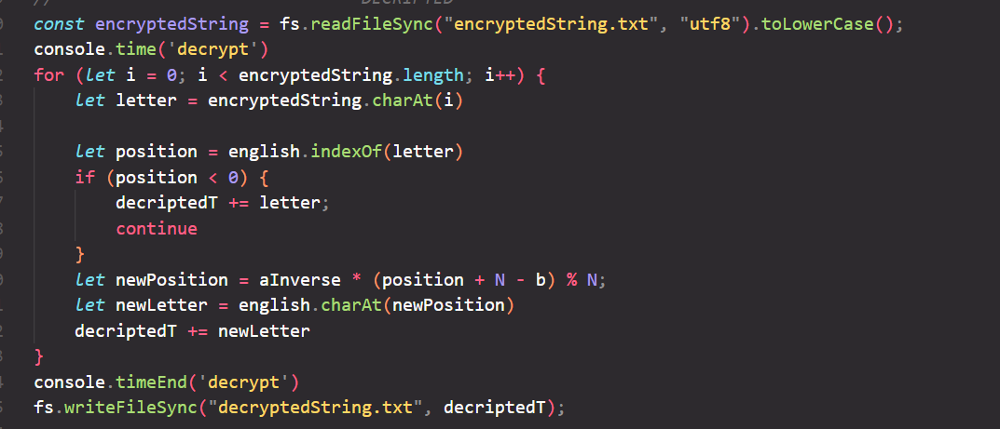 // DECRIPTED
const encryptedString = fs.readFileSync("encryptedString.txt", "utf8").toLowerCase();
console.time('decrypt')
for (let i = 0; i < encryptedString.length; i++) {
    let letter = encryptedString.charAt(i)

    let position = english.indexOf(letter)
    if (position < 0) {
        decriptedT += letter;
        continue
    }
    let newPosition = aInverse * (position + N - b) % N;
    let newLetter = english.charAt(newPosition)
    decriptedT += newLetter
}
console.timeEnd('decrypt')
fs.writeFileSync("decryptedString.txt", decriptedT);